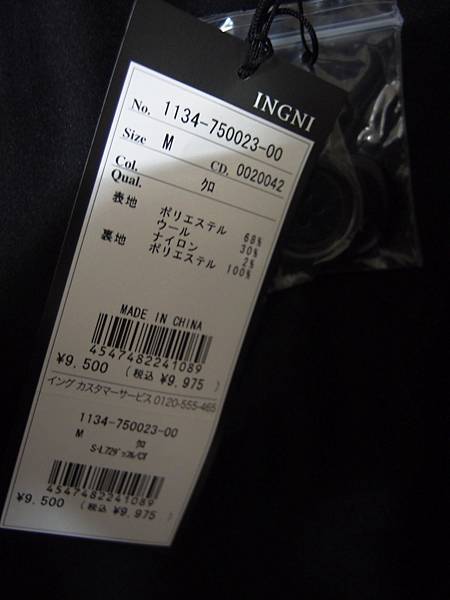 INGNI
No. 1134-750023-00
Size M CD. 0020042
Col. クロ
Qual.
表地 ポリエステル 68%
ウール 30%
ナイロン 2%
裏地 ポリエステル 100%
MADE IN CHINA
4547482241089
¥9.500 (税込 ¥9.975 )
イング カスタマーサービス 0120-555-465
1134-750023-00
M クロ
4547482241089
¥9.500 (税込 ¥9.975 )